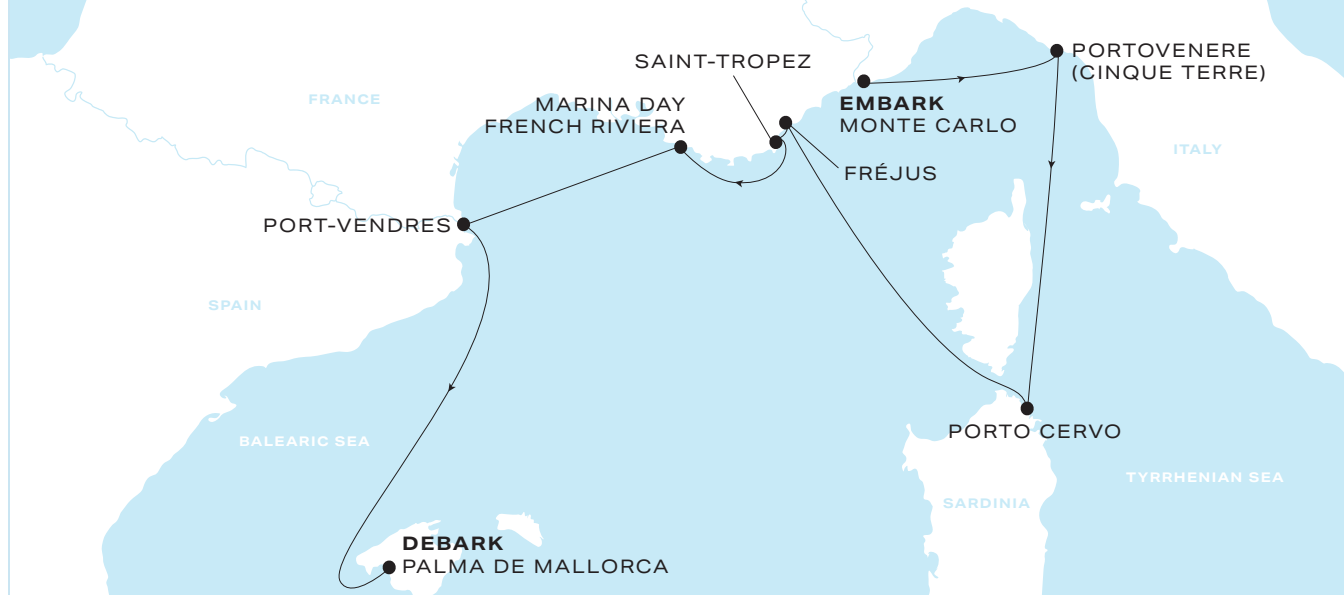 SAINT-TROPEZ
PORTOVENERE
(CINQUE TERRE)
FRANCE
MARINA DAY
FRENCH RIVIERA
EMBARK
MONTE CARLO
ITALY
FRÉJUS
PORT-VENDRES
SPAIN
PORTO CERVO
BALEARIC SEA
TYRRHENIAN SEA
SARDINIA
DEBARK
PALMA DE MALLORCA